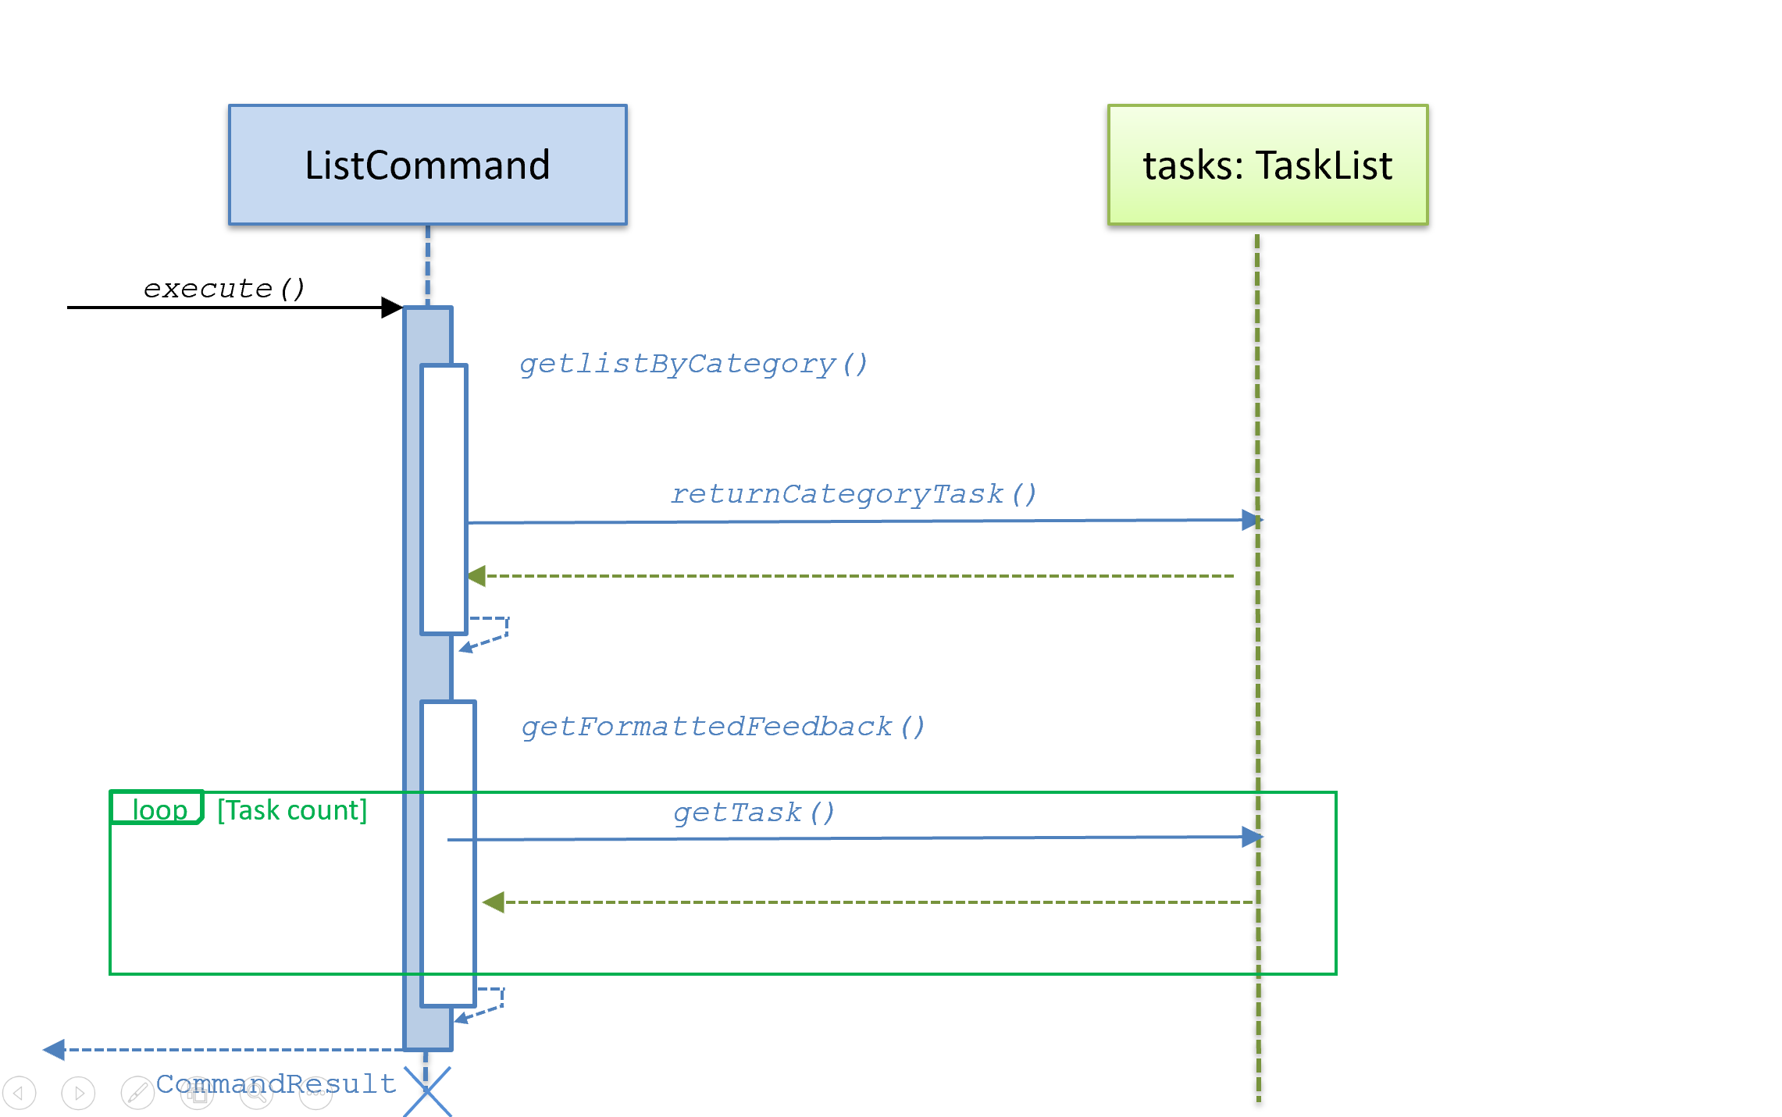 ListCommand
tasks: TaskList
execute()
getlistByCategory()
returnCategoryTask()
getFormattedFeedback()
loop [Task count]
getTask()
CommandResult